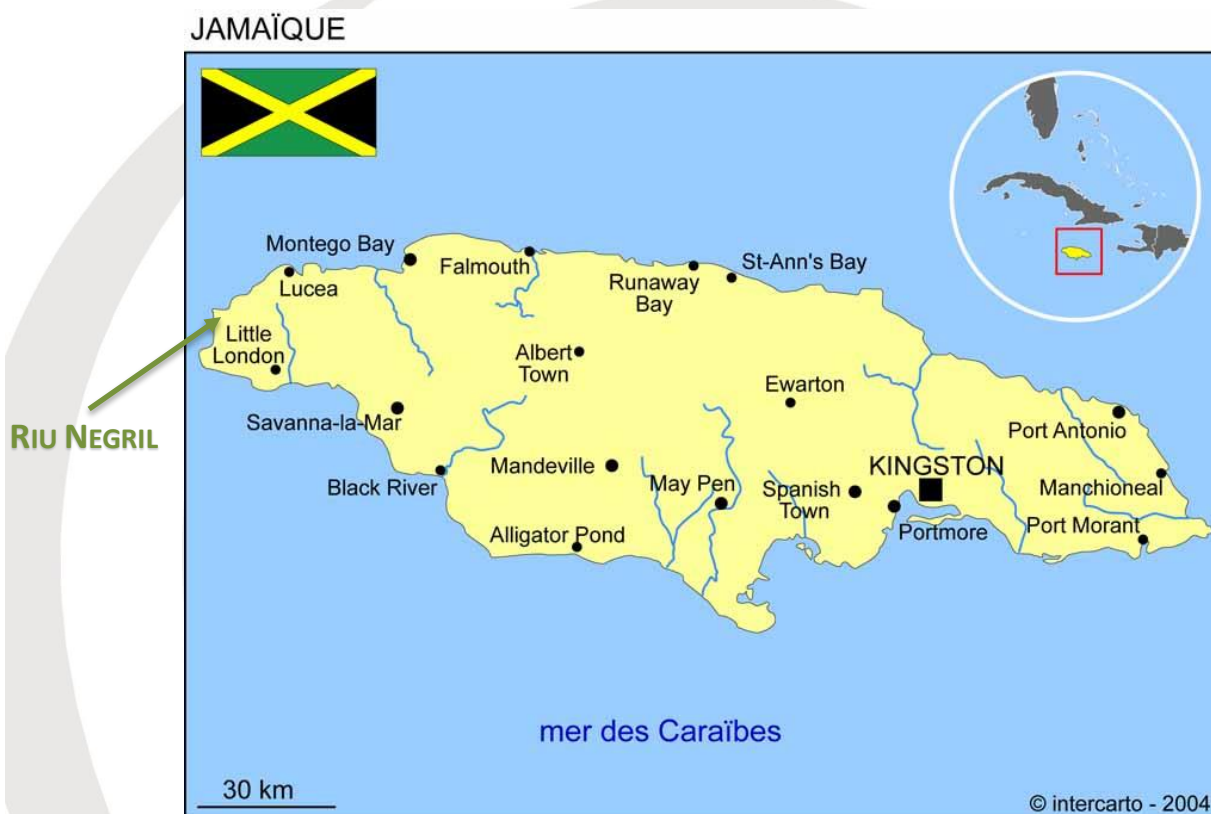 JAMAÏQUE
Montego Bay
Falmouth
Lucea
Runaway
Bay
St-Ann's Bay
Little
London
Albert
Town
Ewarton
Savanna-la-Mar
RIU NEGRIL
Port Antonio
Mandeville
KINGSTON
Black River
May Pen
Spanish
Town
Manchioneal
Alligator Pond
Portmore
Port Morant
mer des Caraïbes
30 km
© intercarto - 2004